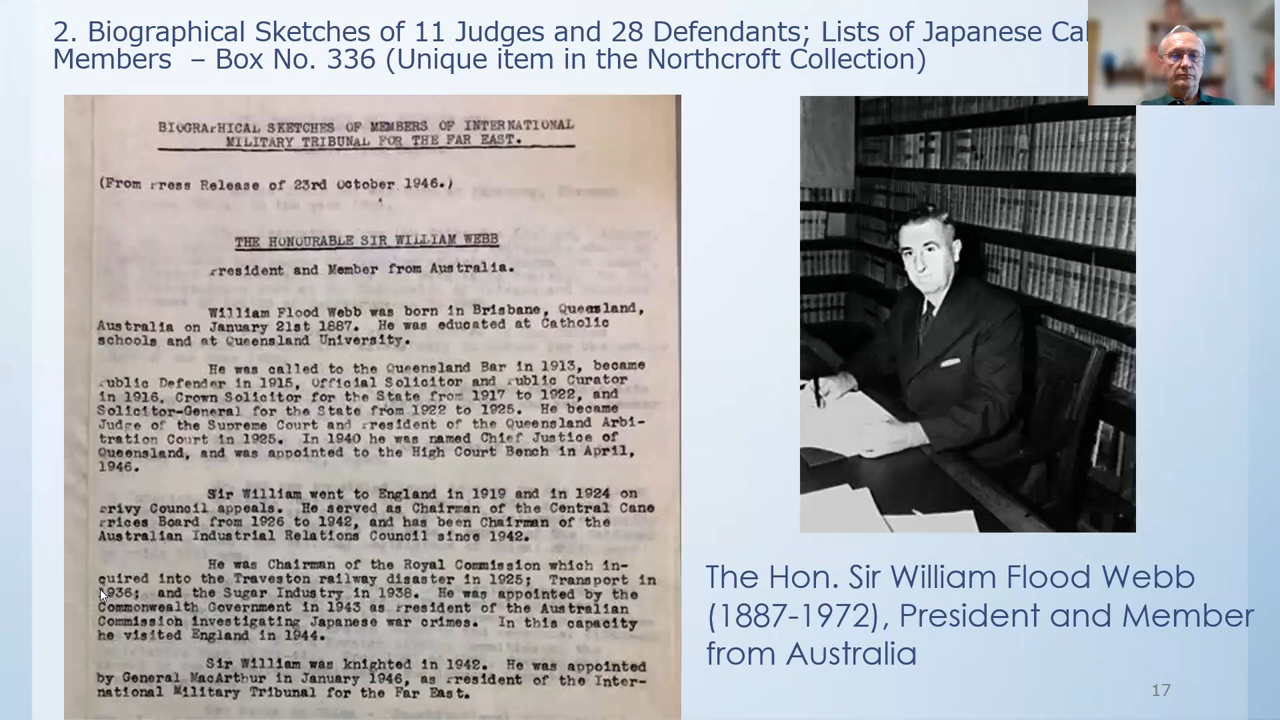 2. Biographical Sketches of 11 Judges and 28 Defendants; Lists of Japanese Ca
Members – Box No. 336 (Unique item in the Northcroft Collection)
BIOGRAPHICAL SKETCHES OF MEMBERS OF INTERNATIONAL
MILITARY TRIBUNAL FOR THE FAR EAST.
(From Press Release of 23rd October 1946.)
THE HONOURABLE SIR WILLIAM WEBB
President and Member from Australia.
William Flood Webb was born in Brisbane, Queensland,
Australia on January 21st 1887. He was educated at Catholic
schools and at Queensland University.
He was called to the Queensland Bar in 1913, became
Public Defender in 1915, Official Solicitor and Public Curator
in 1916, Crown Solicitor for the State from 1917 to 1922, and
Solicitor-General for the State from 1922 to 1925. He became
Judge of the Supreme Court and President of the Queensland Arbi-
tration Court in 1925. In 1940 he was named Chief Justice of
Queensland, and was appointed to the High Court Bench in April,
1946.
Sir William went to England in 1919 and in 1924 on
Privy Council appeals. He served as Chairman of the Central Cane
Prices Board from 1926 to 1942, and has been Chairman of the
Australian Industrial Relations Council since 1942.
He was Chairman of the Royal Commission which in-
quired into the Traveston railway disaster in 1925; Transport in
1936; and the Sugar Industry in 1938. He was appointed by the
Commonwealth Government in 1943 as President of the Australian
Commission investigating Japanese war crimes. In this capacity
he visited England in 1944.
Sir William was knighted in 1942. He was appointed
by General MacArthur in January 1946, as President of the Inter-
national Military Tribunal for the Far East.
The Hon. Sir William Flood Webb
(1887-1972), President and Member
from Australia
17